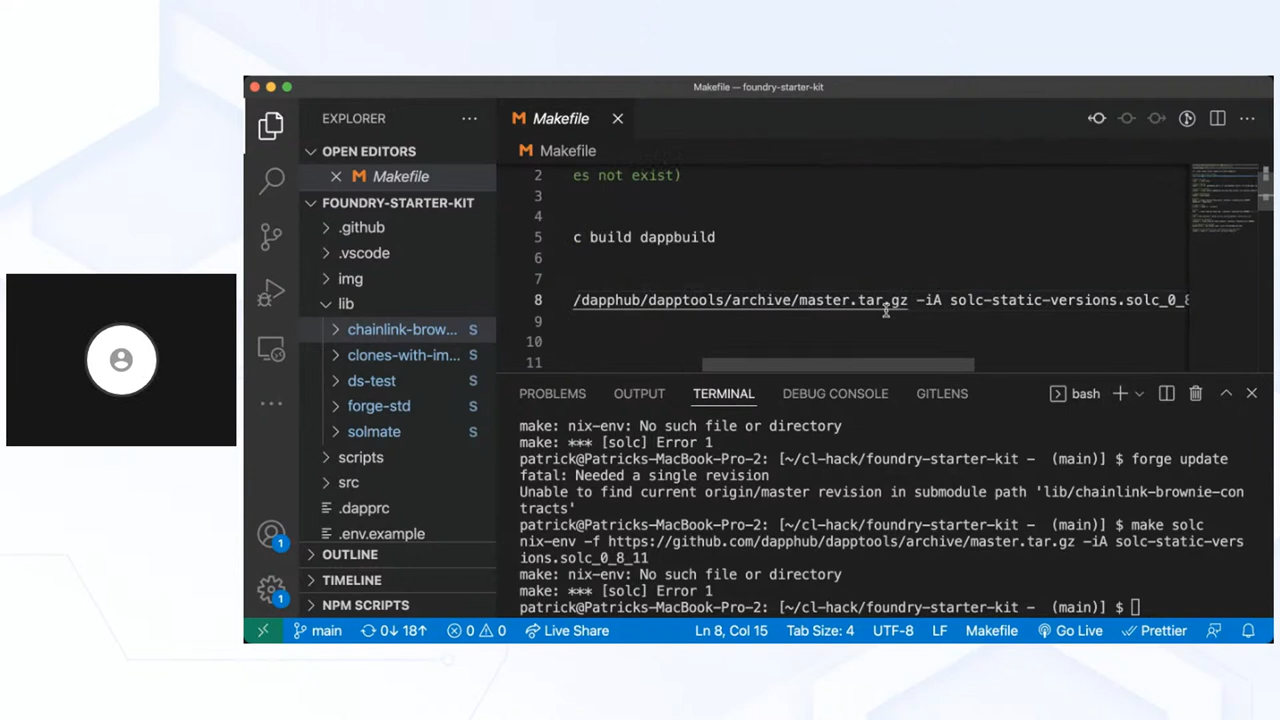 Makefile — foundry-starter-kit
EXPLORER
Makefile
OPEN EDITORS
Makefile
Makefile
FOUNDRY-STARTER-KIT
.github
.vscode
img
lib
chainlink-brow... S
clones-with-im... S
ds-test S
forge-std S
solmate S
scripts
src
.dapprc
.env.example
OUTLINE
TIMELINE
NPM SCRIPTS
2 es not exist)
3
4
5 c build dappbuild
6
7
8 /dapphub/dapptools/archive/master.tar.gz -iA solc-static-versions.solc_0_8
9
10
11
PROBLEMS OUTPUT TERMINAL DEBUG CONSOLE GITLENS bash
make: nix-env: No such file or directory
make: *** [solc] Error 1
patrick@Patricks-MacBook-Pro-2: [~/cl-hack/foundry-starter-kit - (main)] $ forge update
fatal: Needed a single revision
Unable to find current origin/master revision in submodule path 'lib/chainlink-brownie-con
tracts'
patrick@Patricks-MacBook-Pro-2: [~/cl-hack/foundry-starter-kit - (main)] $ make solc
nix-env -f https://github.com/dapphub/dapptools/archive/master.tar.gz -iA solc-static-vers
ions.solc_0_8_11
make: nix-env: No such file or directory
make: *** [solc] Error 1
patrick@Patricks-MacBook-Pro-2: [~/cl-hack/foundry-starter-kit - (main)] $
1
1
main 0↓ 18↑ 0 0 Live Share Ln 8, Col 15 Tab Size: 4 UTF-8 LF Makefile Go Live Prettier